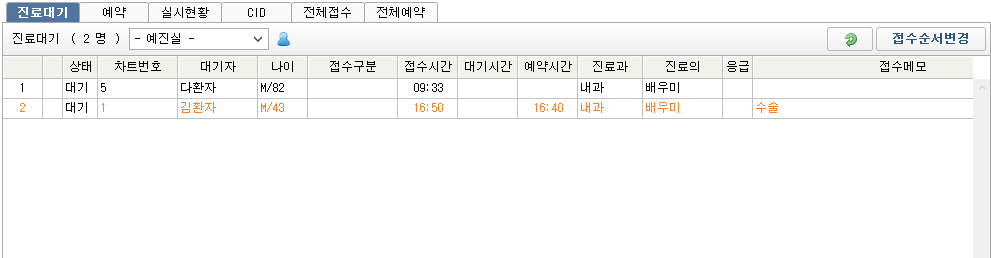 진료대기 예약 실시현황 CID 전체접수 전체예약
진료대기 ( 2 명 ) - 예진실 - 접수순서변경
상태 차트번호 대기자 나이 접수구분 접수시간 대기시간 예약시간 진료과 진료의 응급 접수메모
1 대기 5 다환자 M/82 09:33 내과 배우미
2 대기 1 김환자 M/43 16:50 16:40 내과 배우미 수술